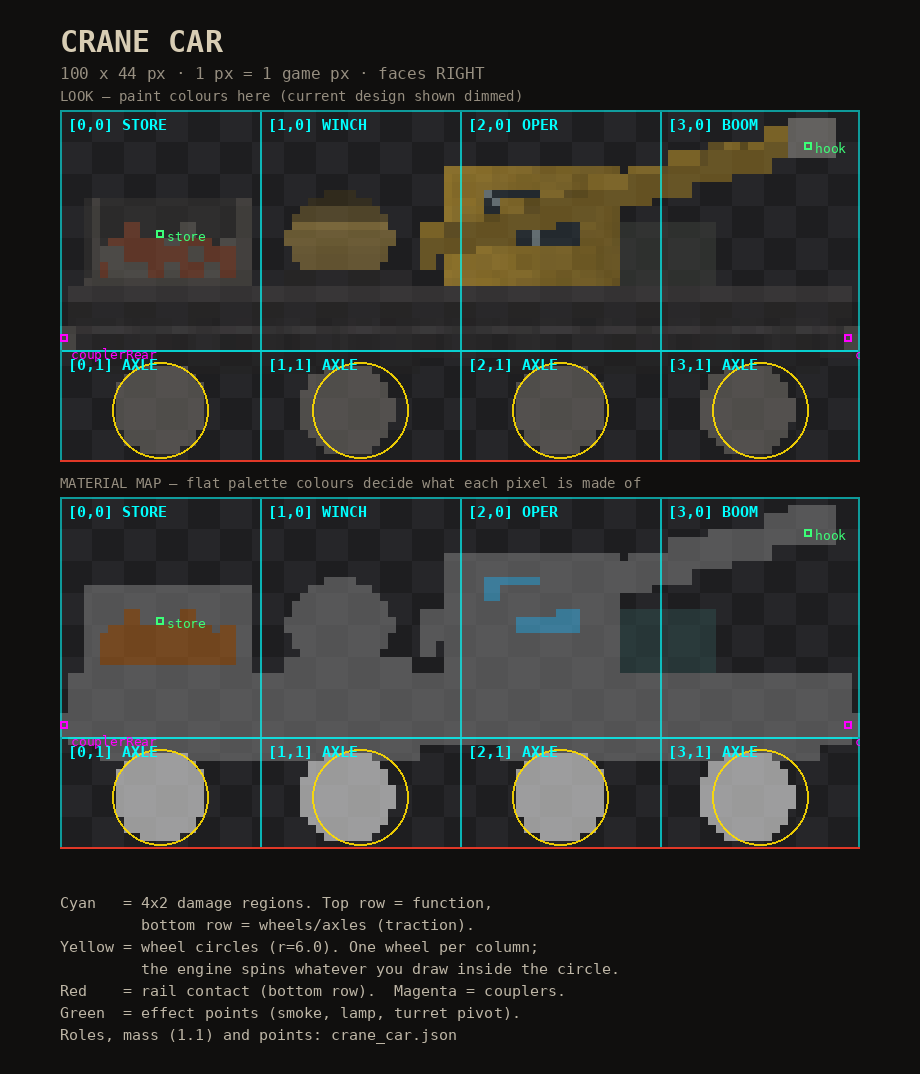 CRANE CAR
100 x 44 px · 1 px = 1 game px · faces RIGHT
LOOK — paint colours here (current design shown dimmed)
[0,0] STORE [1,0] WINCH [2,0] OPER [3,0] BOOM
hook
store
couplerRear
[0,1] AXLE [1,1] AXLE [2,1] AXLE [3,1] AXLE
MATERIAL MAP — flat palette colours decide what each pixel is made of
[0,0] STORE [1,0] WINCH [2,0] OPER [3,0] BOOM
hook
store
couplerRear
[0,1] AXLE [1,1] AXLE [2,1] AXLE [3,1] AXLE
Cyan = 4x2 damage regions. Top row = function,
bottom row = wheels/axles (traction).
Yellow = wheel circles (r=6.0). One wheel per column;
the engine spins whatever you draw inside the circle.
Red = rail contact (bottom row). Magenta = couplers.
Green = effect points (smoke, lamp, turret pivot).
Roles, mass (1.1) and points: crane_car.json